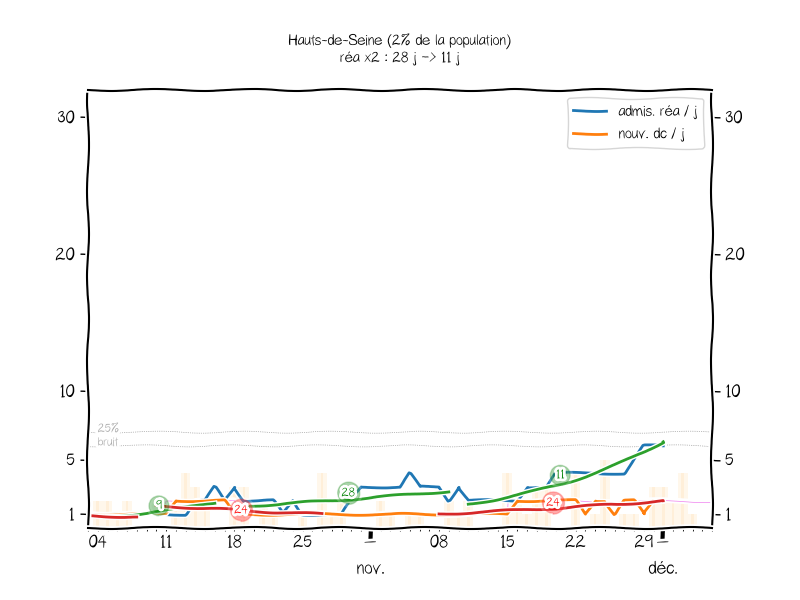 Hauts-de-Seine (2% de la population)
réa x2 : 28 j -> 11 j
admis. réa / j
nouv. dc / j
30
30
20
20
10
10
25%
bruit
5
5
1
1
9
24
28
11
24
04 11 18 25 08 15 22 29
nov. déc.